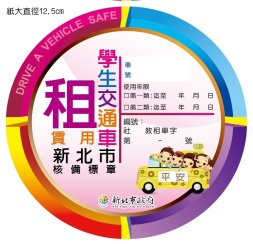 紙大直徑12.5cm
DRIVE A VEHICLE SAFE
學生交通車
租
賃用
新北市
核備標章
車
號
使用年限
□第一類:迄至 年 月 日
□第二類:迄至 年 月 日
編號:
社 教租車字
第 - 號
平安
新北市政府